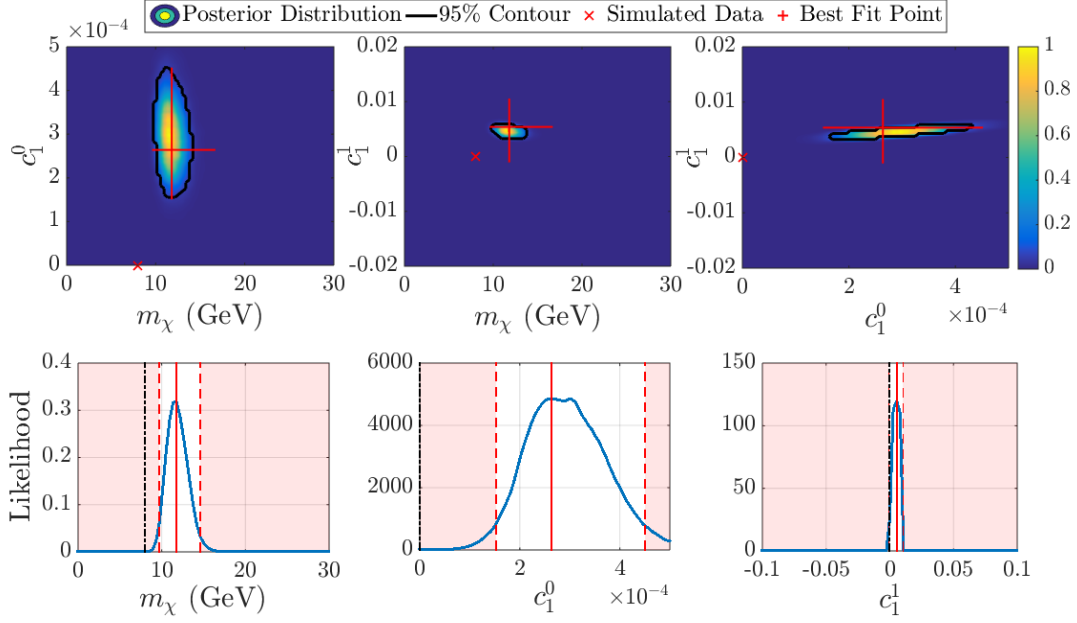 Posterior Distribution 95% Contour Simulated Data Best Fit Point
×10⁻⁴
5
4
3
2
1
0
c₁⁰
0 10 20 30
m_χ (GeV)
0.02
0.01
0
-0.01
-0.02
c₁¹
0 10 20 30
m_χ (GeV)
0.02
0.01
0
-0.01
-0.02
c₁¹
0 2 4
×10⁻⁴
c₁⁰
1
0.8
0.6
0.4
0.2
0
Likelihood
0.4
0.3
0.2
0.1
0
0 10 20 30
m_χ (GeV)
6000
4000
2000
0
0 2 4
×10⁻⁴
c₁⁰
150
100
50
0
-0.1 -0.05 0 0.05 0.1
c₁¹